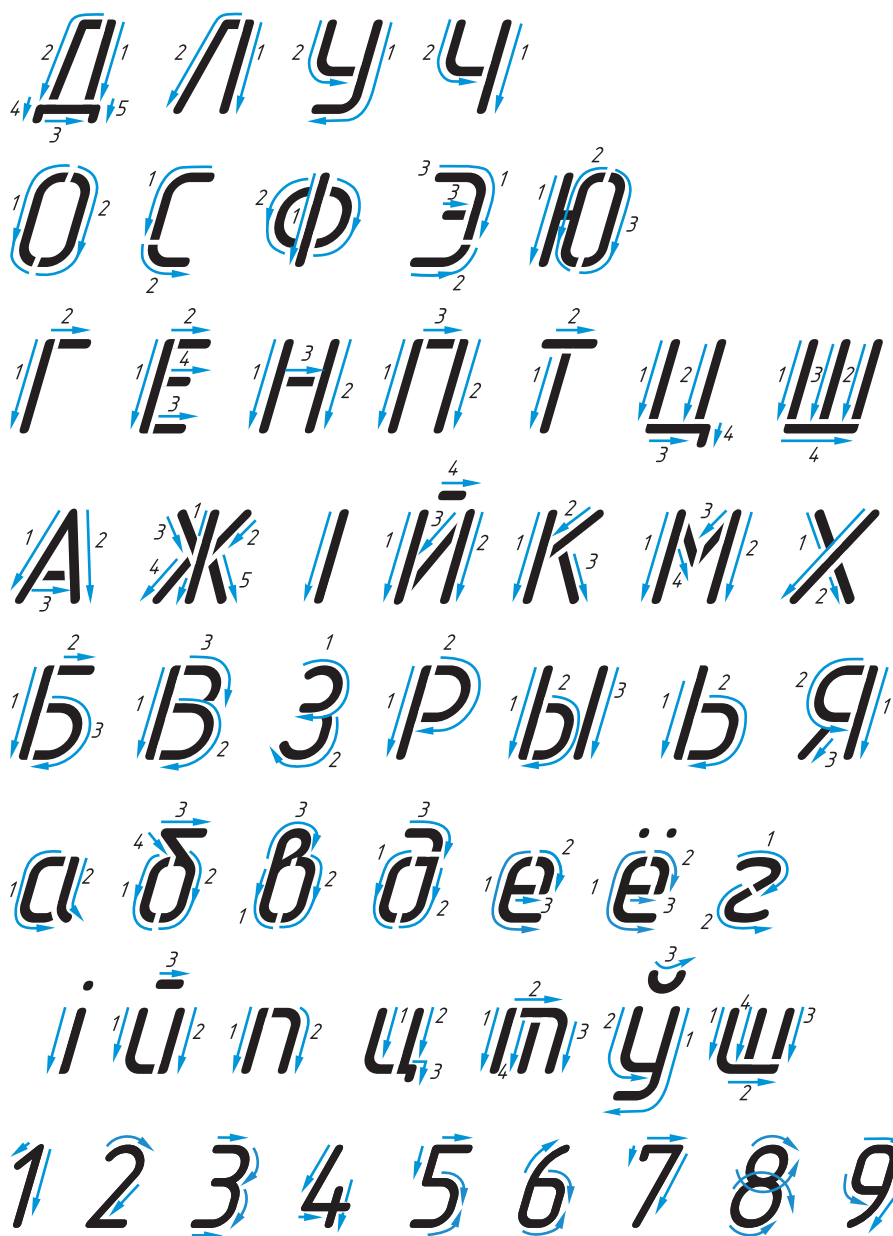 Д Л У Ч
О С Ф Э Ю
Г Е Н П Т Ц Ш
А Ж І Й К М Х
Б В З Р Ы Ь Я
а б в д е ё г
і й п ц т ў ш
1 2 3 4 5 6 7 8 9